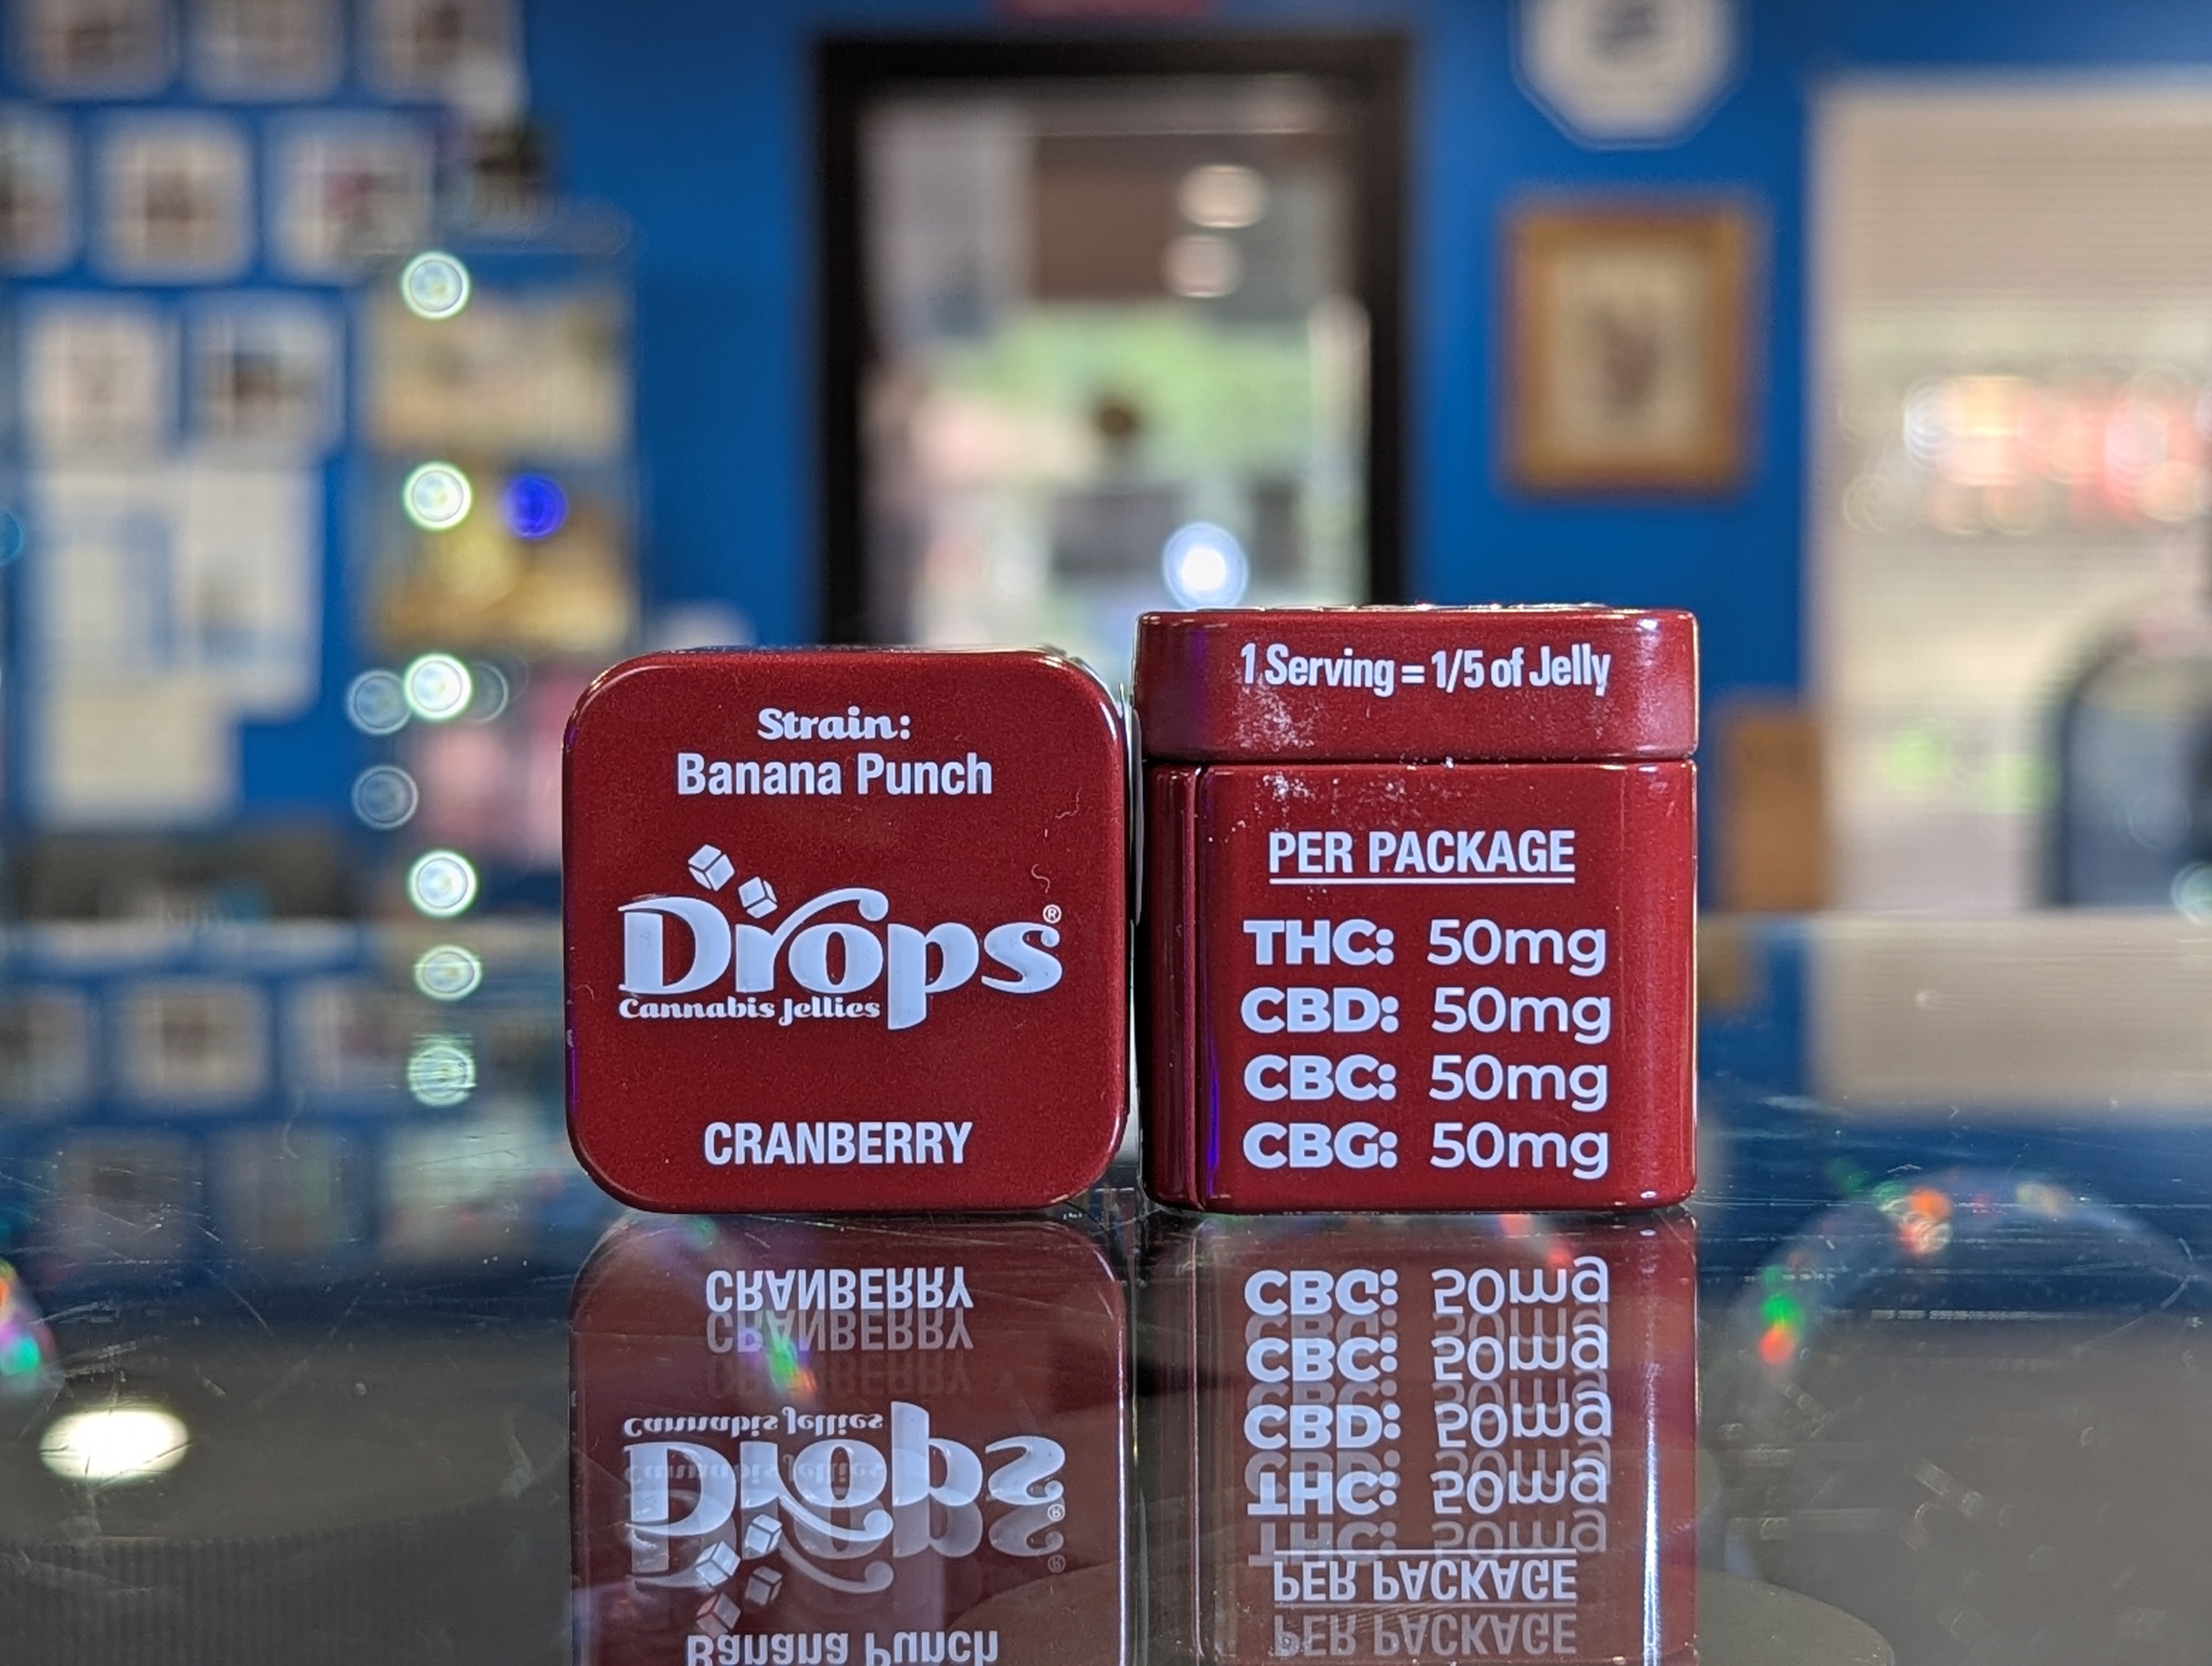 Strain:
Banana Punch
Drops®
Cannabis Jellies
CRANBERRY
1 Serving = 1/5 of Jelly
PER PACKAGE
THC: 50mg
CBD: 50mg
CBC: 50mg
CBG: 50mg